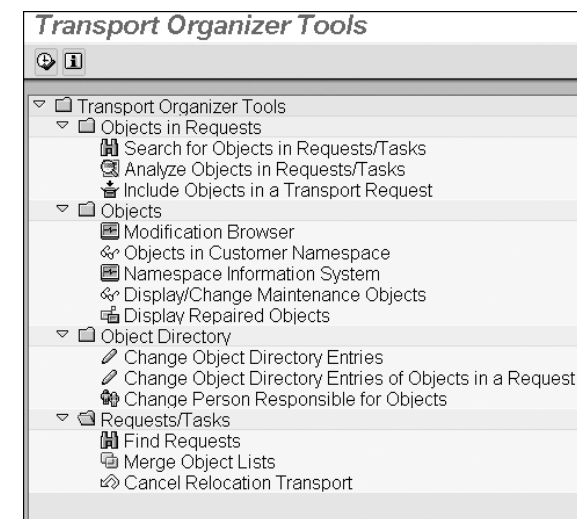 Transport Organizer Tools
Transport Organizer Tools
Objects in Requests
Search for Objects in Requests/Tasks
Analyze Objects in Requests/Tasks
Include Objects in a Transport Request
Objects
Modification Browser
Objects in Customer Namespace
Namespace Information System
Display/Change Maintenance Objects
Display Repaired Objects
Object Directory
Change Object Directory Entries
Change Object Directory Entries of Objects in a Request
Change Person Responsible for Objects
Requests/Tasks
Find Requests
Merge Object Lists
Cancel Relocation Transport